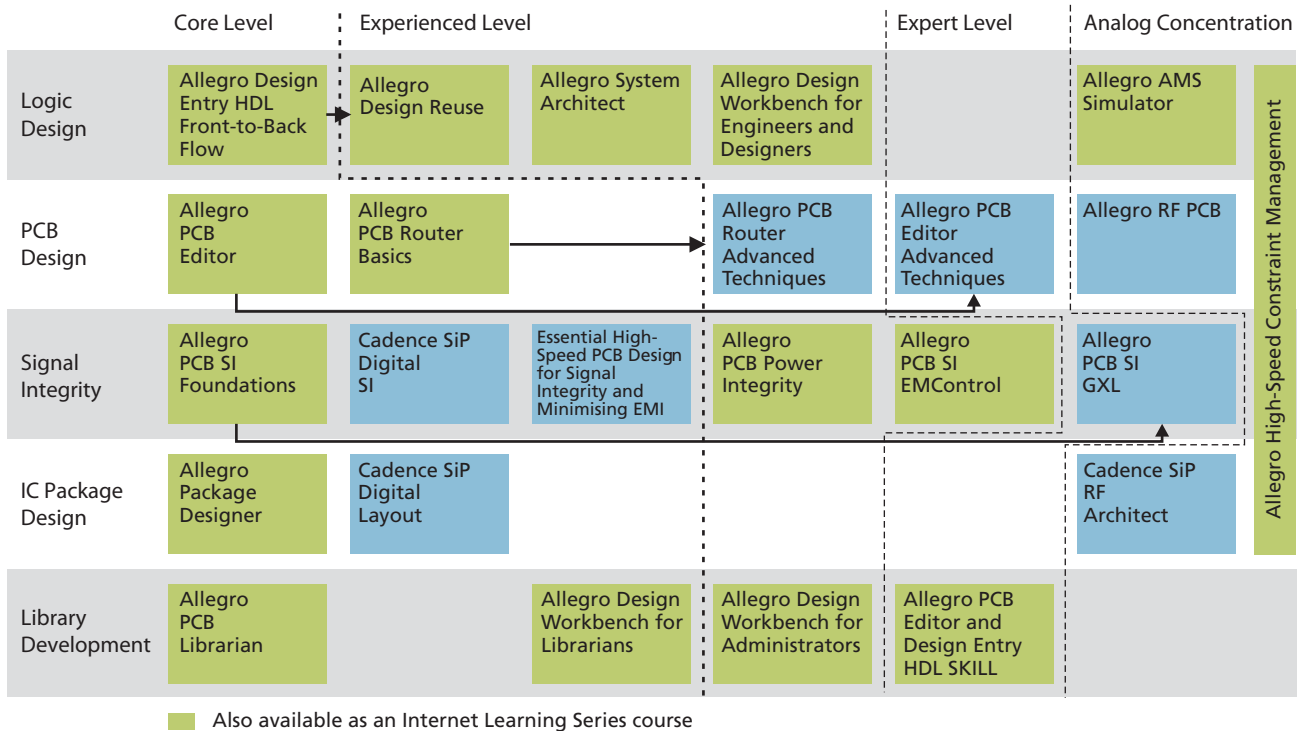 Core Level
Experienced Level
Expert Level
Analog Concentration
Logic
Design
Allegro Design
Entry HDL
Front-to-Back
Flow
Allegro
Design Reuse
Allegro System
Architect
Allegro Design
Workbench for
Engineers and
Designers
Allegro AMS
Simulator
PCB
Design
Allegro
PCB
Editor
Allegro
PCB Router
Basics
Allegro PCB
Router
Advanced
Techniques
Allegro PCB
Editor
Advanced
Techniques
Allegro RF PCB
Signal
Integrity
Allegro
PCB SI
Foundations
Cadence SiP
Digital
SI
Essential High-
Speed PCB Design
for Signal
Integrity and
Minimising EMI
Allegro
PCB Power
Integrity
Allegro
PCB SI
EMControl
Allegro
PCB SI
GXL
IC Package
Design
Allegro
Package
Designer
Cadence SiP
Digital
Layout
Cadence SiP
RF
Architect
Library
Development
Allegro
PCB
Librarian
Allegro Design
Workbench for
Librarians
Allegro Design
Workbench for
Administrators
Allegro PCB
Editor and
Design Entry
HDL SKILL
Allegro High-Speed Constraint Management
Also available as an Internet Learning Series course